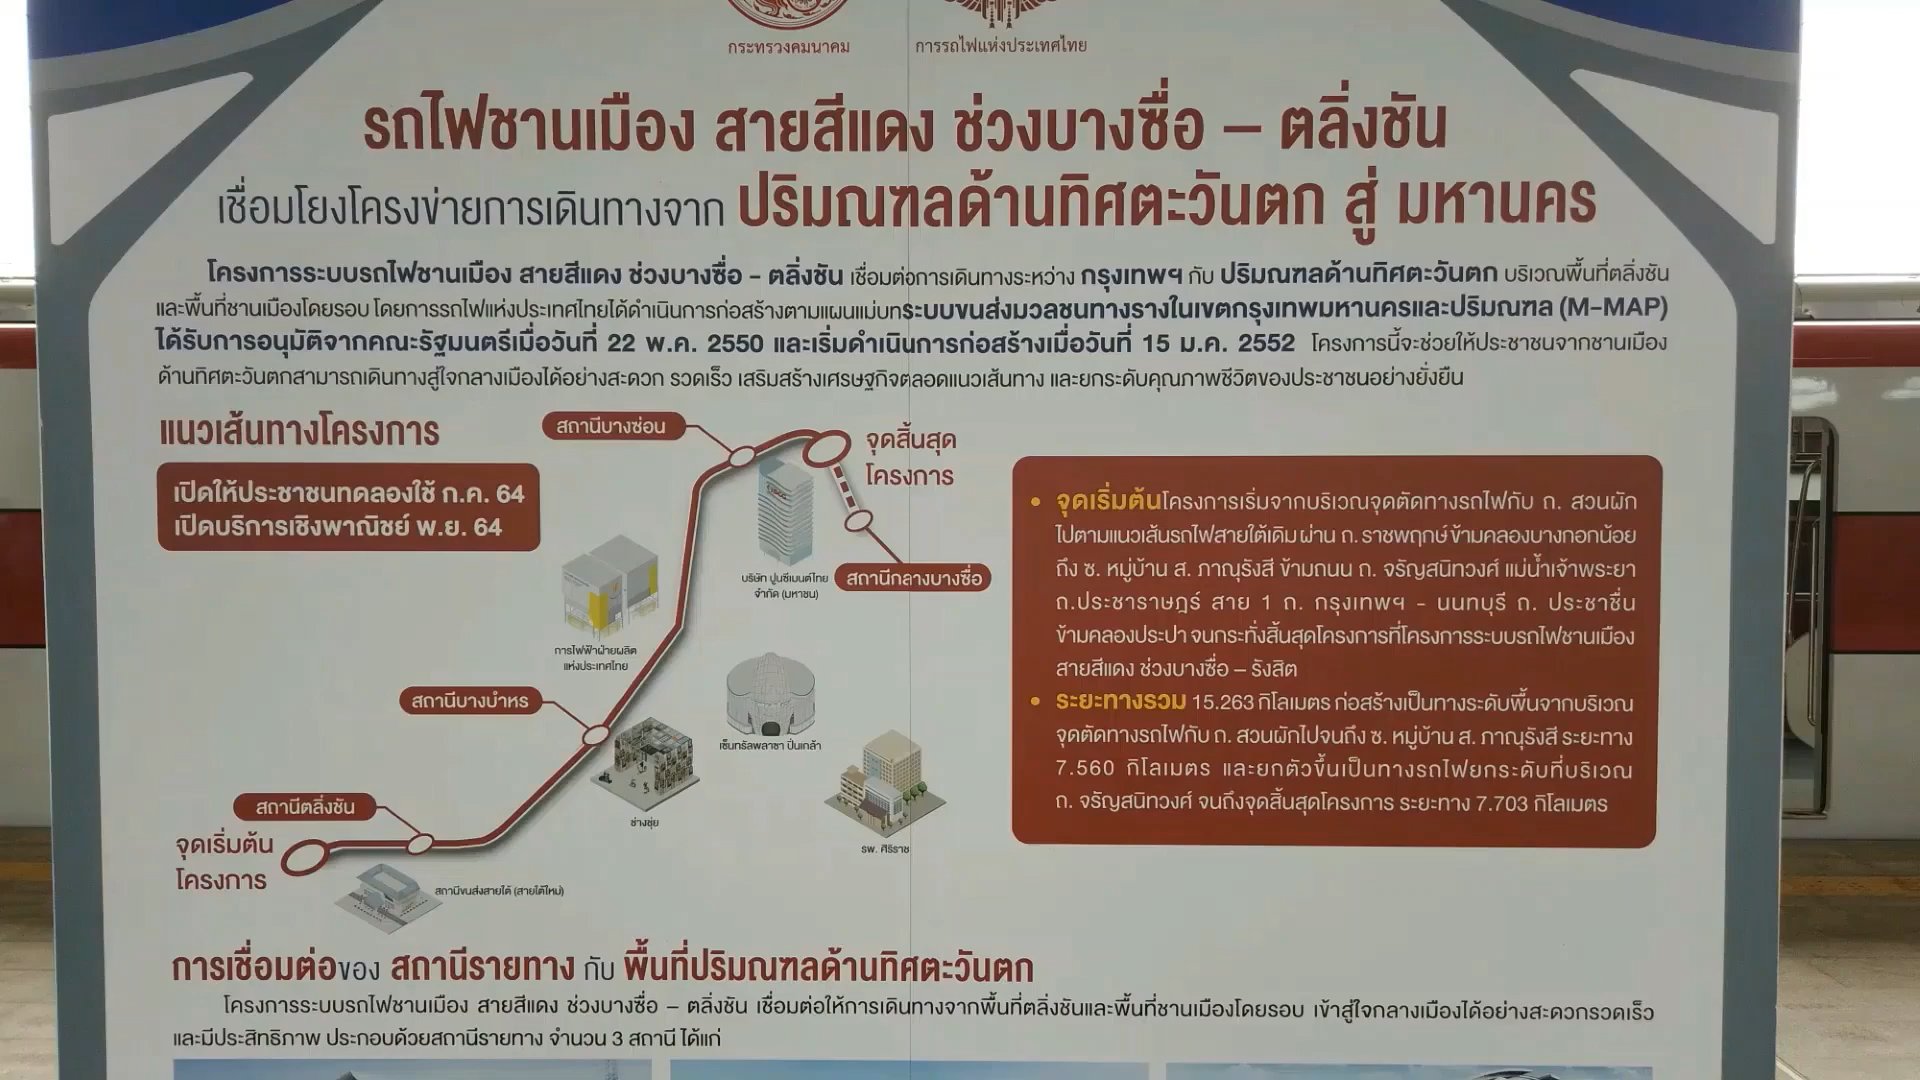 กระทรวงคมนาคม
การรถไฟแห่งประเทศไทย
รถไฟชานเมือง สายสีแดง ช่วงบางซื่อ – ตลิ่งชัน
เชื่อมโยงโครงข่ายการเดินทางจาก ปริมณฑลด้านทิศตะวันตก สู่ มหานคร
โครงการระบบรถไฟชานเมือง สายสีแดง ช่วงบางซื่อ - ตลิ่งชัน เชื่อมต่อการเดินทางระหว่าง กรุงเทพฯ กับ ปริมณฑลด้านทิศตะวันตก บริเวณพื้นที่ตลิ่งชัน
และพื้นที่ชานเมืองโดยรอบ โดยการรถไฟแห่งประเทศไทยได้ดำเนินการก่อสร้างตามแผนแม่บทระบบขนส่งมวลชนทางรางในเขตกรุงเทพมหานครและปริมณฑล (M-MAP)
ได้รับการอนุมัติจากคณะรัฐมนตรีเมื่อวันที่ 22 พ.ค. 2550 และเริ่มดำเนินการก่อสร้างเมื่อวันที่ 15 ม.ค. 2552 โครงการนี้จะช่วยให้ประชาชนจากชานเมือง
ด้านทิศตะวันตกสามารถเดินทางสู่ใจกลางเมืองได้อย่างสะดวก รวดเร็ว เสริมสร้างเศรษฐกิจตลอดแนวเส้นทาง และยกระดับคุณภาพชีวิตของประชาชนอย่างยั่งยืน
แนวเส้นทางโครงการ
เปิดให้ประชาชนทดลองใช้ ก.ค. 64
เปิดบริการเชิงพาณิชย์ พ.ย. 64
สถานีบางซ่อน
จุดสิ้นสุด
โครงการ
บริษัท ปูนซีเมนต์ไทย
จำกัด (มหาชน)
สถานีกลางบางซื่อ
การไฟฟ้าฝ่ายผลิต
แห่งประเทศไทย
สถานีบางบำหรุ
เซ็นทรัลพลาซา ปิ่นเกล้า
ช่างชุ่ย
รพ. ศิริราช
สถานีตลิ่งชัน
จุดเริ่มต้น
โครงการ
สถานีขนส่งสายใต้ (สายใต้ใหม่)
• จุดเริ่มต้นโครงการเริ่มจากบริเวณจุดตัดทางรถไฟกับ ถ. สวนผัก
ไปตามแนวเส้นรถไฟสายใต้เดิม ผ่าน ถ. ราชพฤกษ์ ข้ามคลองบางกอกน้อย
ถึง ซ. หมู่บ้าน ส. ภาณุรังสี ข้ามถนน ถ. จรัญสนิทวงศ์ แม่น้ำเจ้าพระยา
ถ.ประชาราษฎร์ สาย 1 ถ. กรุงเทพฯ - นนทบุรี ถ. ประชาชื่น
ข้ามคลองประปา จนกระทั่งสิ้นสุดโครงการที่โครงการระบบรถไฟชานเมือง
สายสีแดง ช่วงบางซื่อ – รังสิต
• ระยะทางรวม 15.263 กิโลเมตร ก่อสร้างเป็นทางระดับพื้นจากบริเวณ
จุดตัดทางรถไฟกับ ถ. สวนผักไปจนถึง ซ. หมู่บ้าน ส. ภาณุรังสี ระยะทาง
7.560 กิโลเมตร และยกตัวขึ้นเป็นทางรถไฟยกระดับที่บริเวณ
ถ. จรัญสนิทวงศ์ จนถึงจุดสิ้นสุดโครงการ ระยะทาง 7.703 กิโลเมตร
การเชื่อมต่อของ สถานีรายทาง กับ พื้นที่ปริมณฑลด้านทิศตะวันตก
โครงการระบบรถไฟชานเมือง สายสีแดง ช่วงบางซื่อ – ตลิ่งชัน เชื่อมต่อให้การเดินทางจากพื้นที่ตลิ่งชันและพื้นที่ชานเมืองโดยรอบ เข้าสู่ใจกลางเมืองได้อย่างสะดวกรวดเร็ว
และมีประสิทธิภาพ ประกอบด้วยสถานีรายทาง จำนวน 3 สถานี ได้แก่